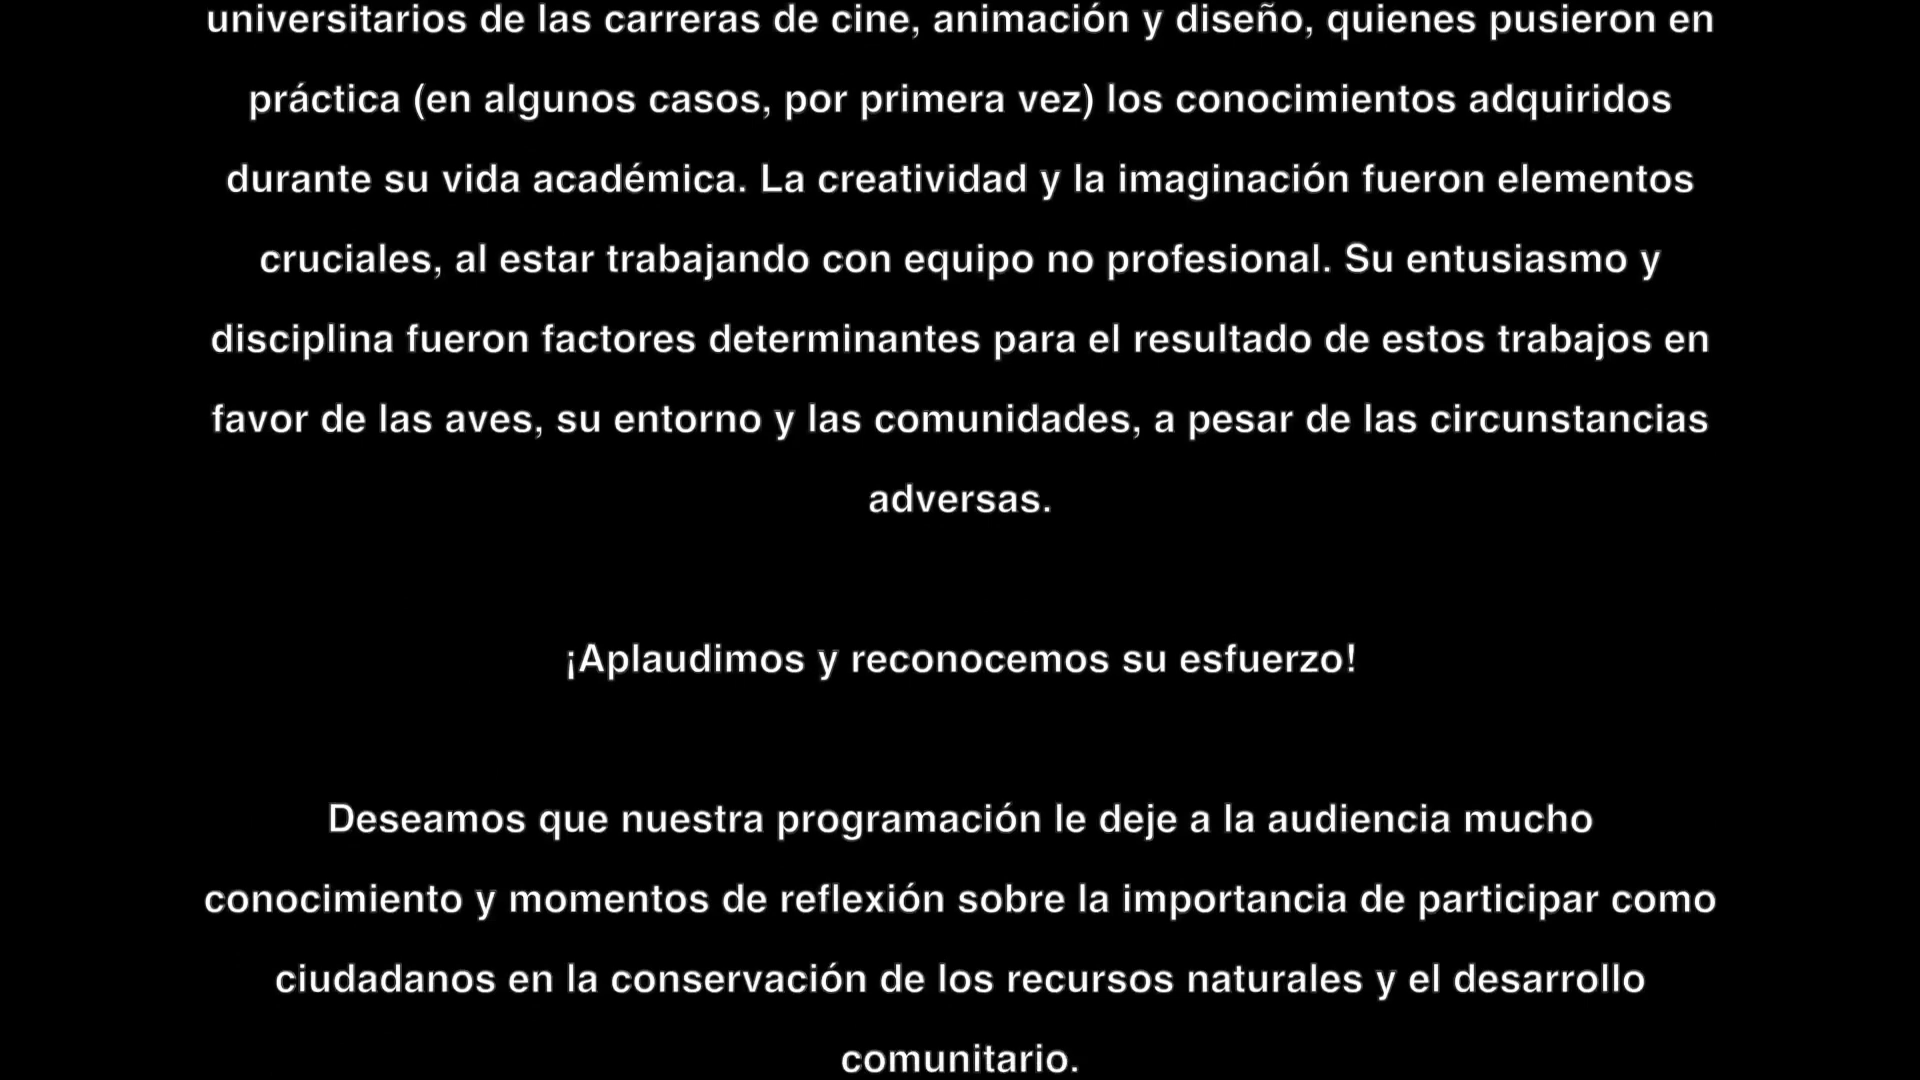 universitarios de las carreras de cine, animación y diseño, quienes pusieron en
práctica (en algunos casos, por primera vez) los conocimientos adquiridos
durante su vida académica. La creatividad y la imaginación fueron elementos
cruciales, al estar trabajando con equipo no profesional. Su entusiasmo y
disciplina fueron factores determinantes para el resultado de estos trabajos en
favor de las aves, su entorno y las comunidades, a pesar de las circunstancias
adversas.
¡Aplaudimos y reconocemos su esfuerzo!
Deseamos que nuestra programación le deje a la audiencia mucho
conocimiento y momentos de reflexión sobre la importancia de participar como
ciudadanos en la conservación de los recursos naturales y el desarrollo
comunitario.